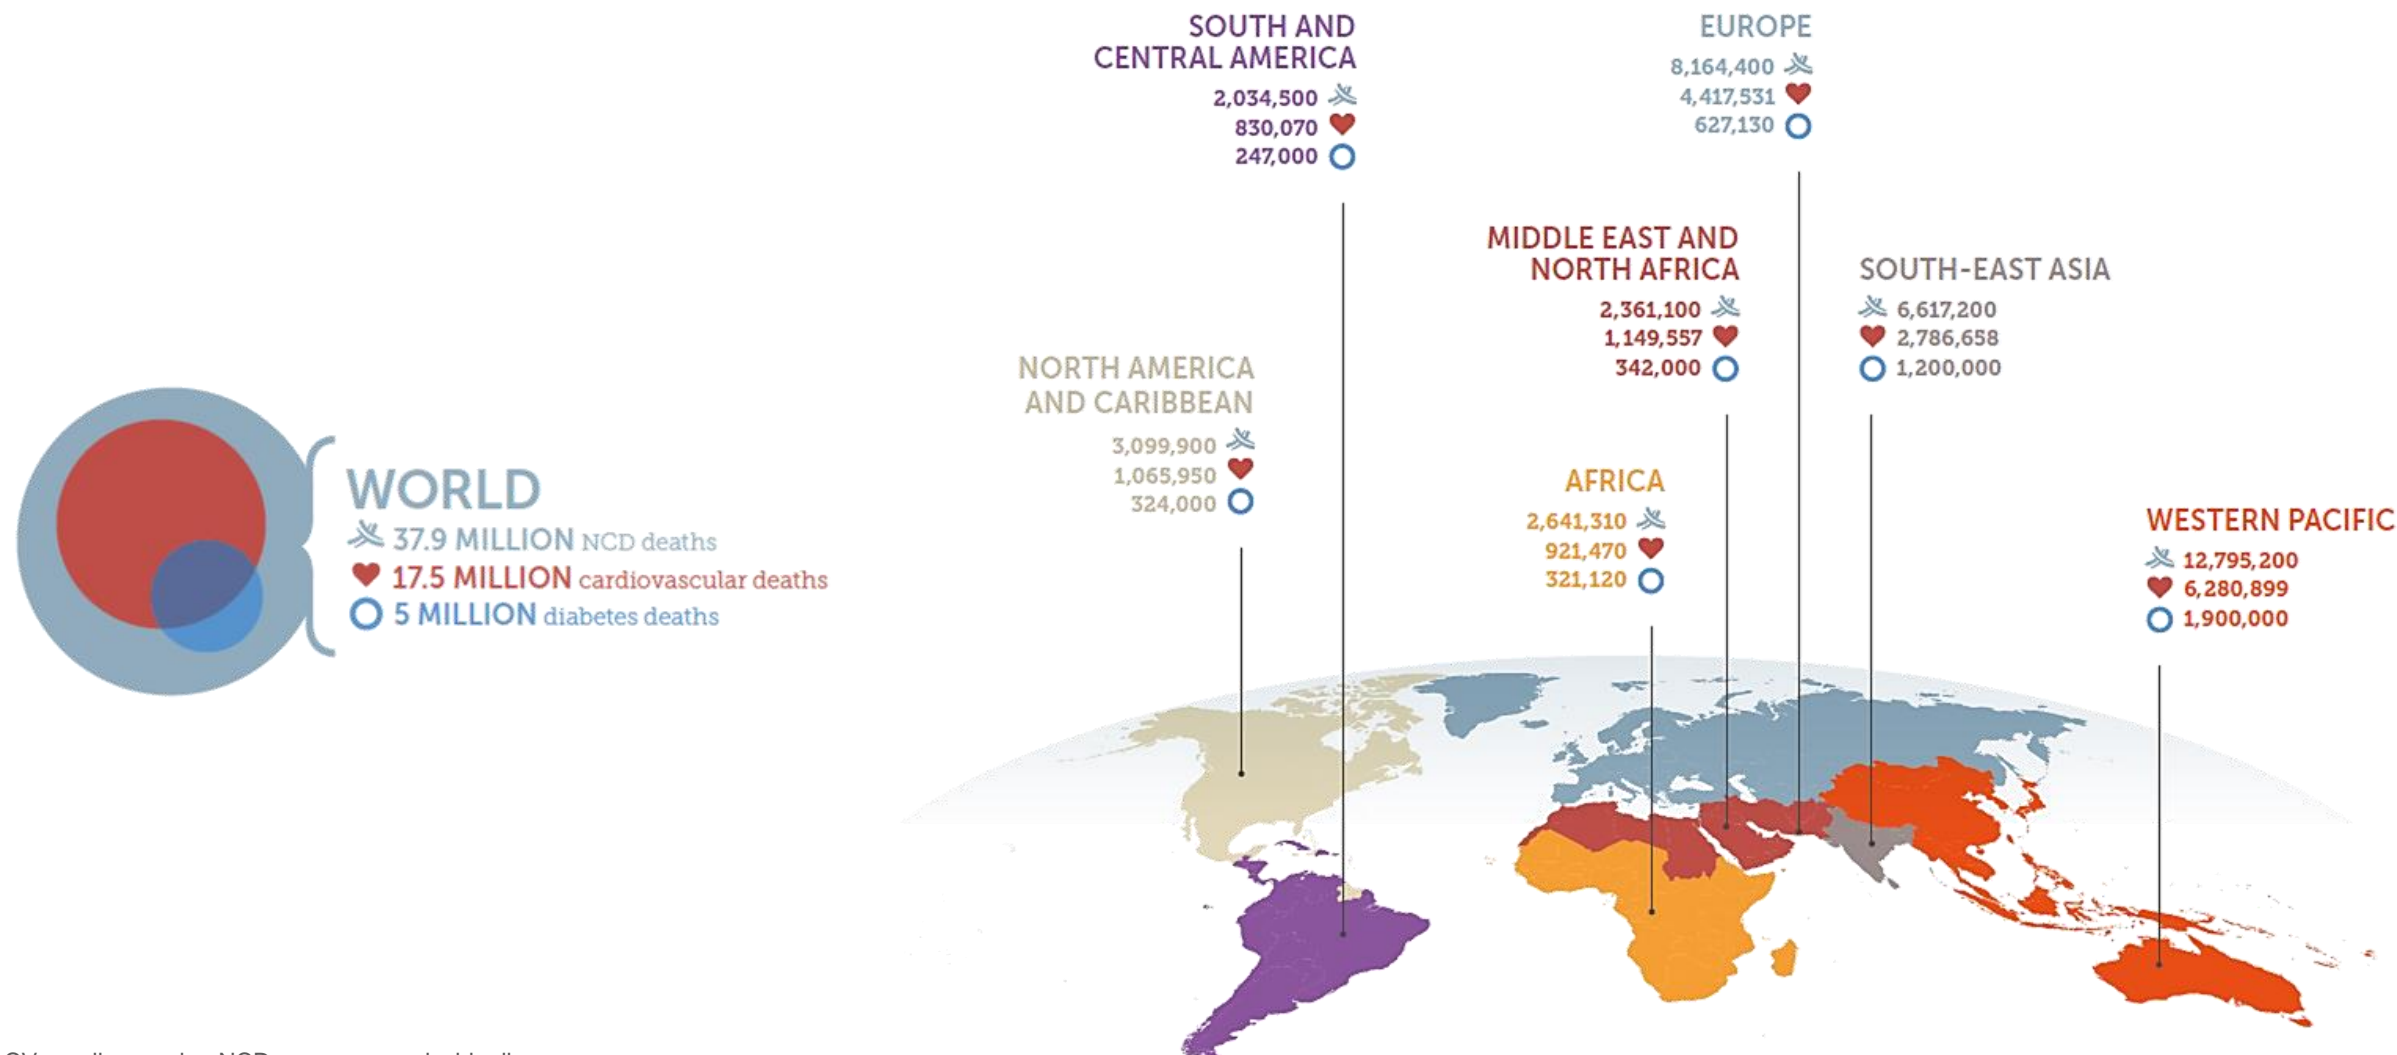 SOUTH AND
CENTRAL AMERICA
2,034,500
830,070
247,000
EUROPE
8,164,400
4,417,531
627,130
MIDDLE EAST AND
NORTH AFRICA
2,361,100
1,149,557
342,000
SOUTH-EAST ASIA
6,617,200
2,786,658
1,200,000
NORTH AMERICA
AND CARIBBEAN
3,099,900
1,065,950
324,000
AFRICA
2,641,310
921,470
321,120
WORLD
37.9 MILLION NCD deaths
17.5 MILLION cardiovascular deaths
5 MILLION diabetes deaths
WESTERN PACIFIC
12,795,200
6,280,899
1,900,000